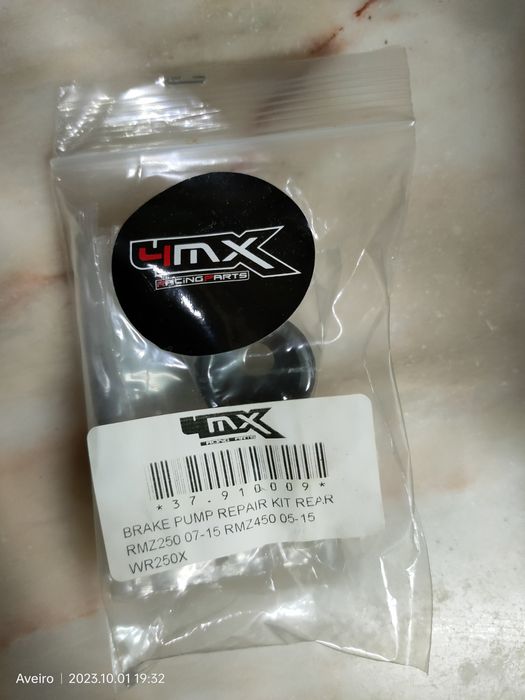 4MX
RACING PARTS
4MX
RACING PARTS
*37-910009*
BRAKE PUMP REPAIR KIT REAR
RMZ250 07-15 RMZ450 05-15
WR250X
Aveiro | 2023.10.01 19:32